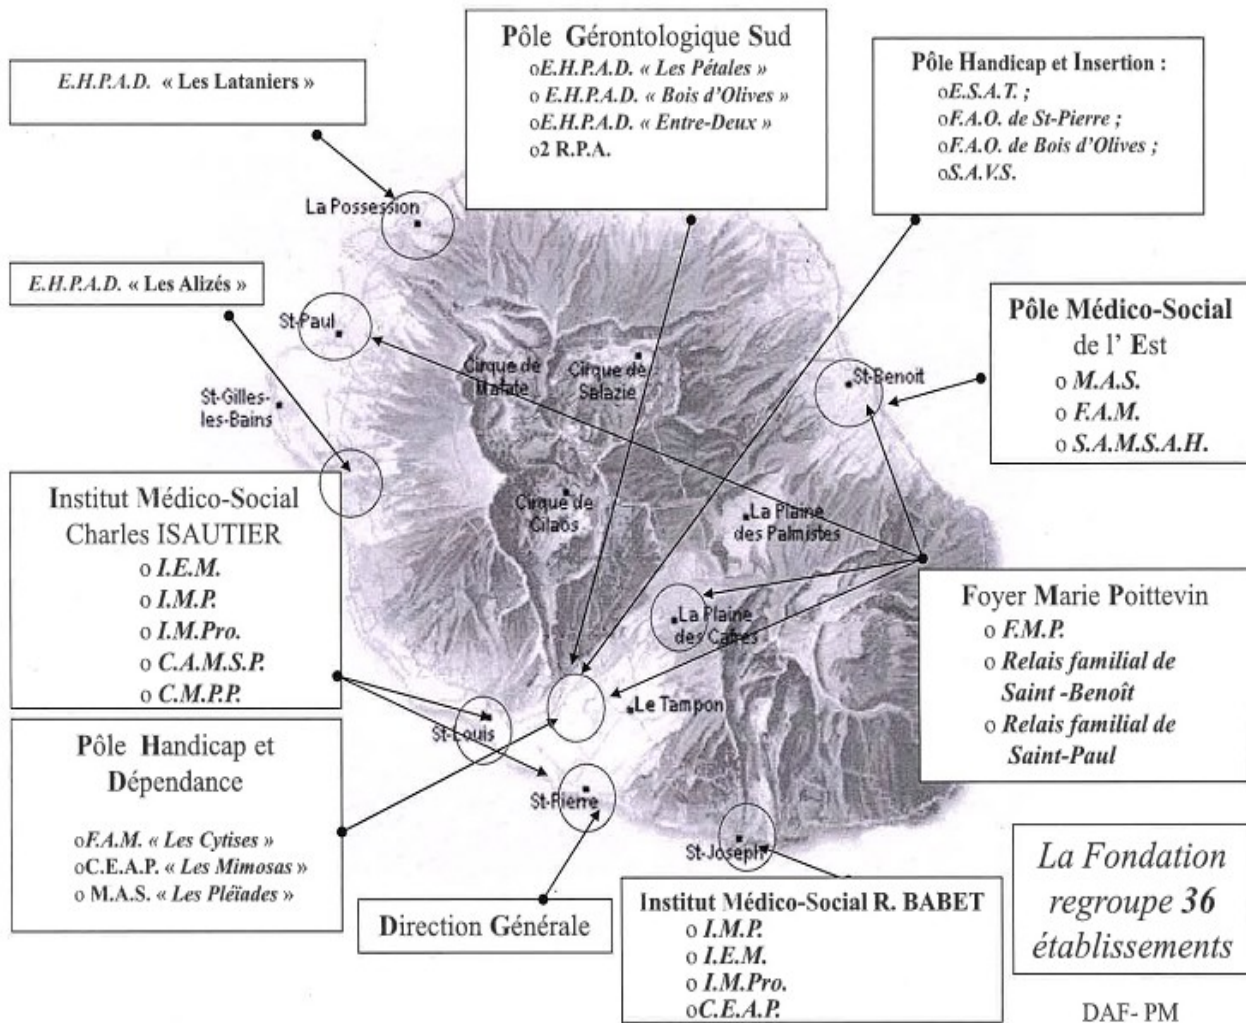 Pôle Gérontologique Sud
oE.H.P.A.D. « Les Pétales »
o E.H.P.A.D. « Bois d'Olives »
oE.H.P.A.D. « Entre-Deux »
o2 R.P.A.
Pôle Handicap et Insertion :
oE.S.A.T. ;
oF.A.O. de St-Pierre ;
oF.A.O. de Bois d'Olives ;
oS.A.V.S.
E.H.P.A.D. « Les Lataniers »
La Possession
E.H.P.A.D. « Les Alizés »
St-Paul
St-Gilles-
les-Bains
Cirque de
Mafate
Cirque de
Salazie
St-Benoit
Pôle Médico-Social
de l' Est
o M.A.S.
o F.A.M.
o S.A.M.S.A.H.
Cirque de
Cilaos
La Plaine
des Palmistes
Institut Médico-Social
Charles ISAUTIER
o I.E.M.
o I.M.P.
o I.M.Pro.
o C.A.M.S.P.
o C.M.P.P.
La Plaine
des Cafres
Foyer Marie Poittevin
o F.M.P.
o Relais familial de
Saint -Benoît
o Relais familial de
Saint-Paul
Le Tampon
St-Louis
Pôle Handicap et
Dépendance
oF.A.M. « Les Cytises »
oC.E.A.P. « Les Mimosas »
o M.A.S. « Les Pléïades »
St-Pierre
St-Joseph
Direction Générale
Institut Médico-Social R. BABET
o I.M.P.
o I.E.M.
o I.M.Pro.
oC.E.A.P.
La Fondation
regroupe 36
établissements
DAF- PM